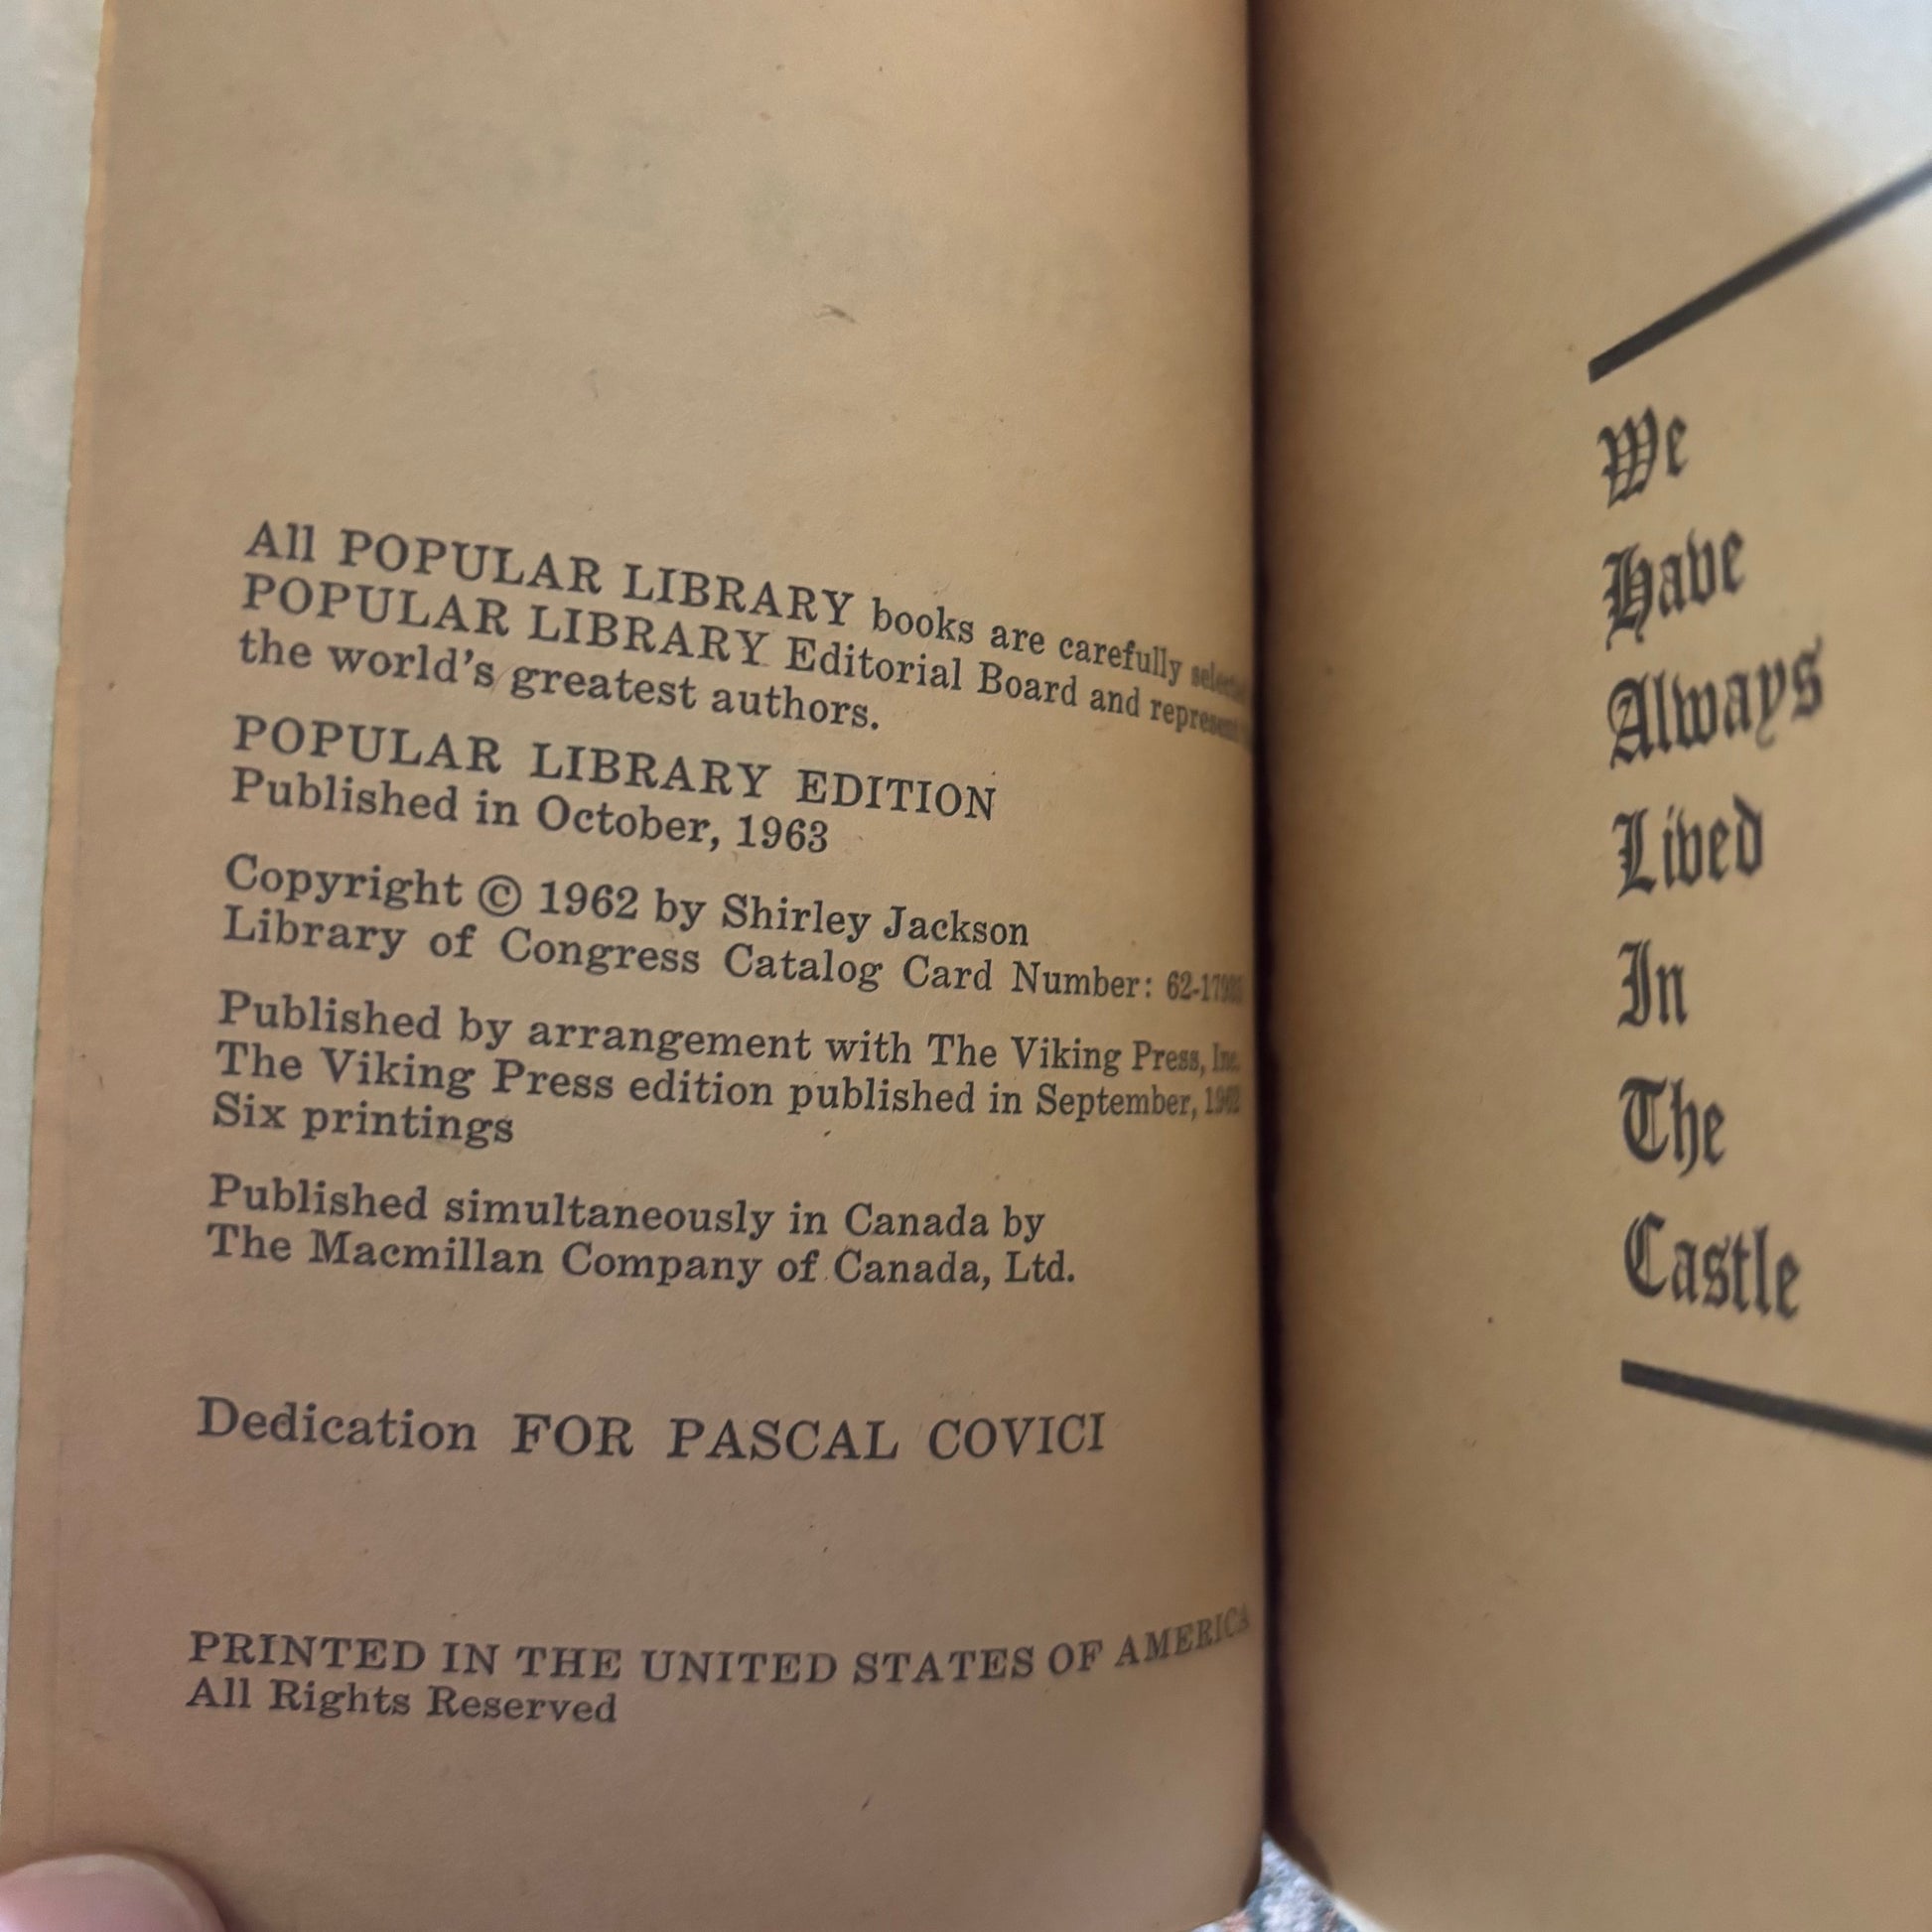 All POPULAR LIBRARY books are carefully selected
POPULAR LIBRARY Editorial Board and represent
the world's greatest authors.
POPULAR LIBRARY EDITION
Published in October, 1963
Copyright © 1962 by Shirley Jackson
Library of Congress Catalog Card Number:
Published by arrangement with The Viking Press, Inc.
The Viking Press edition published in September, 1962
Six printings
Published simultaneously in Canada by
The Macmillan Company of Canada, Ltd.
Dedication FOR PASCAL COVICI
PRINTED IN THE UNITED STATES OF AMERICA
All Rights Reserved
We
Have
Always
Lived
In
The
Castle